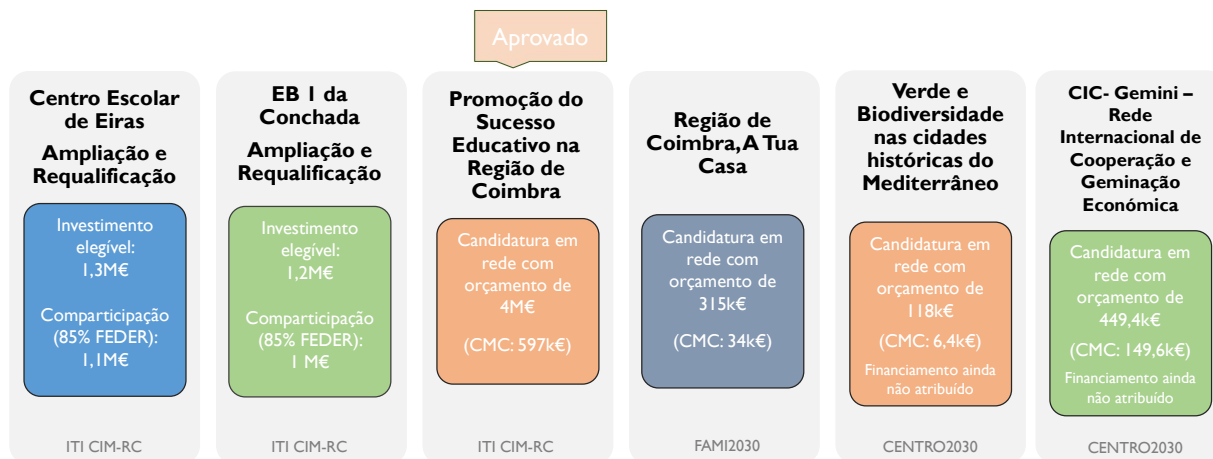 Aprovado
Centro Escolar
de Eiras
Ampliação e
Requalificação
Investimento
elegível:
1,3M€
Comparticipação
(85% FEDER):
1,1M€
ITI CIM-RC
EB 1 da
Conchada
Ampliação e
Requalificação
Investimento
elegível:
1,2M€
Comparticipação
(85% FEDER):
1 M€
ITI CIM-RC
Promoção do
Sucesso
Educativo na
Região de
Coimbra
Candidatura em
rede com
orçamento de
4M€
(CMC: 597k€)
ITI CIM-RC
Região de
Coimbra, A Tua
Casa
Candidatura em
rede com
orçamento de
315k€
(CMC: 34k€)
FAMI2030
Verde e
Biodiversidade
nas cidades
históricas do
Mediterrâneo
Candidatura em
rede com
orçamento de
118k€
(CMC: 6,4k€)
Financiamento ainda
não atribuído
CENTRO2030
CIC- Gemini –
Rede
Internacional de
Cooperação e
Geminação
Económica
Candidatura em
rede com
orçamento de
449,4k€
(CMC: 149,6k€)
Financiamento ainda
não atribuído
CENTRO2030